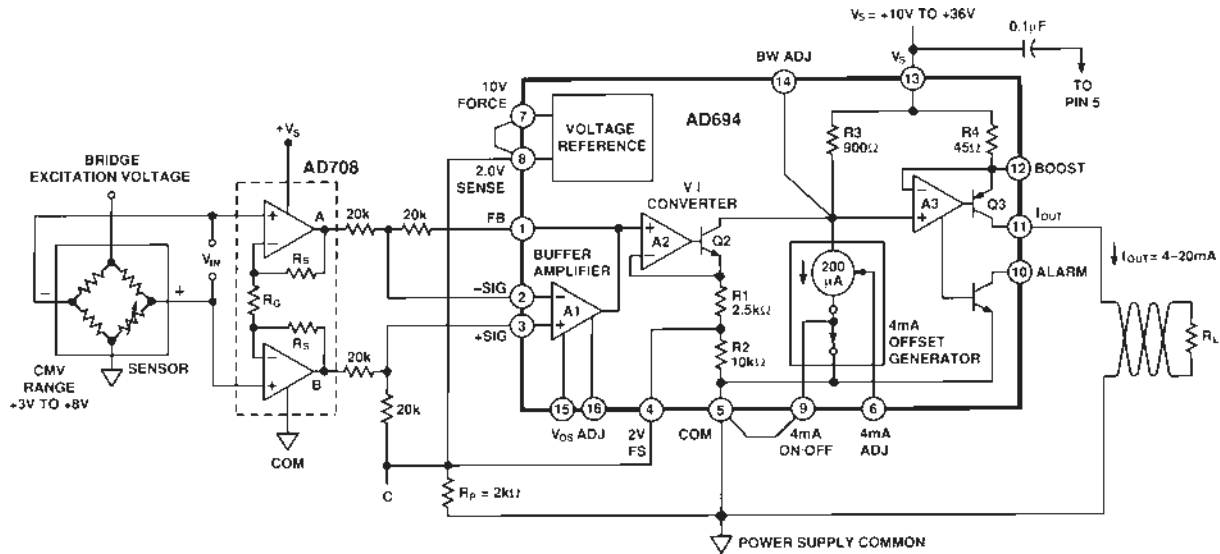 VS = +10V TO +36V
0.1µF
TO
PIN 5
BW ADJ
VS
14
13
10V
FORCE
7
VOLTAGE
REFERENCE
AD694
R3
900Ω
R4
45Ω
12
BOOST
8
2.0V
SENSE
+VS
AD708
BRIDGE
EXCITATION VOLTAGE
A
20k
20k
FB
1
BUFFER
AMPLIFIER
V-I
CONVERTER
A2
Q2
A3
Q3
11
IOUT
IOUT = 4–20mA
VIN
RS
RG
RS
B
–SIG
2
3
+SIG
A1
R1
2.5kΩ
R2
10kΩ
200
µA
4mA
OFFSET
GENERATOR
10
ALARM
RL
SENSOR
CMV
RANGE
+3V TO +8V
COM
20k
20k
C
15
16
4
5
9
6
VOS ADJ
2V
FS
COM
4mA
ON-OFF
4mA
ADJ
RP = 2kΩ
POWER SUPPLY COMMON